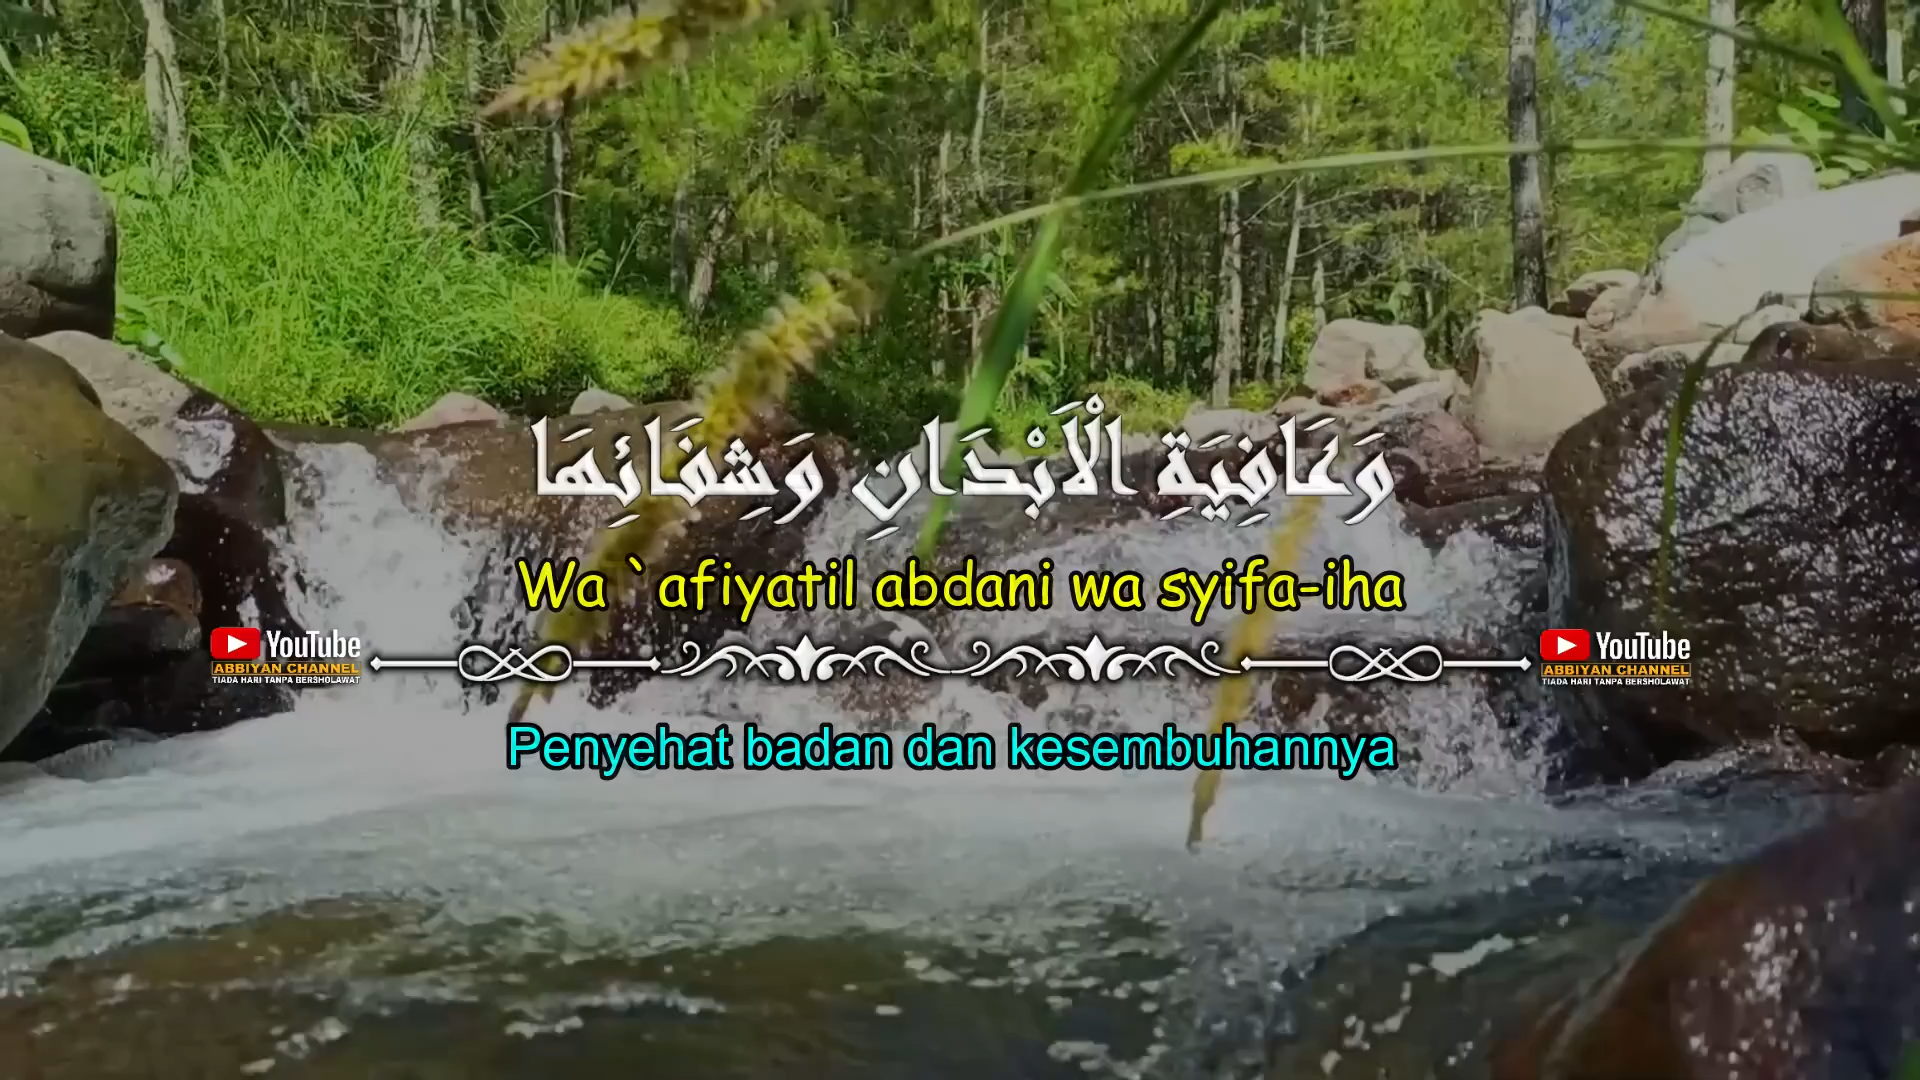 وَعَافِيَةِ الْاَبْدَانِ وَشِفَائِهَا
Wa `afiyatil abdani wa syifa-iha
YouTube
ABBIYAN CHANNEL
TIADA HARI TANPA BERSHOLAWAT
YouTube
ABBIYAN CHANNEL
TIADA HARI TANPA BERSHOLAWAT
Penyehat badan dan kesembuhannya